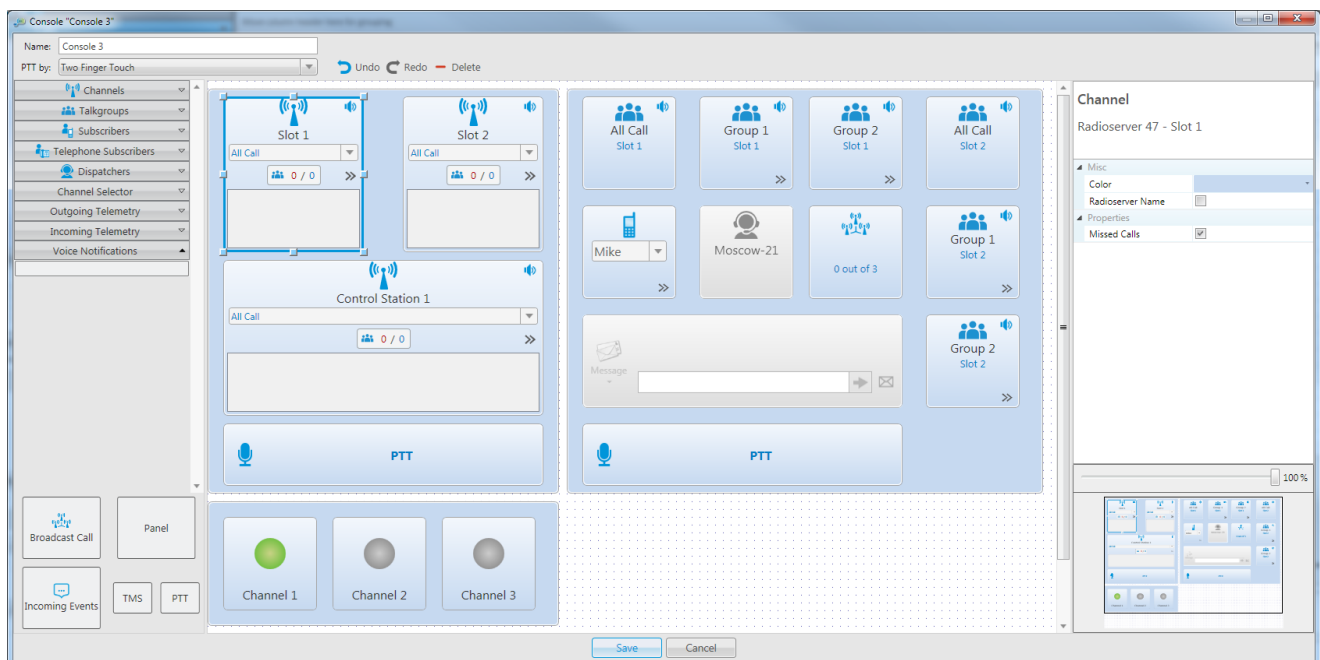 Console "Console 3"
Name: Console 3
PTT by: Two Finger Touch
Undo Redo Delete
Channels
Talkgroups
Subscribers
Telephone Subscribers
Dispatchers
Channel Selector
Outgoing Telemetry
Incoming Telemetry
Voice Notifications
Broadcast Call
Panel
Incoming Events
TMS
PTT
Slot 1
All Call
0 / 0
Slot 2
All Call
0 / 0
Control Station 1
All Call
0 / 0
PTT
Channel 1
Channel 2
Channel 3
All Call
Slot 1
Group 1
Slot 1
Group 2
Slot 1
All Call
Slot 2
Mike
Moscow-21
0 out of 3
Group 1
Slot 2
Message
Group 2
Slot 2
PTT
Channel
Radioserver 47 - Slot 1
Misc
Color
Radioserver Name
Properties
Missed Calls
100 %
Save
Cancel